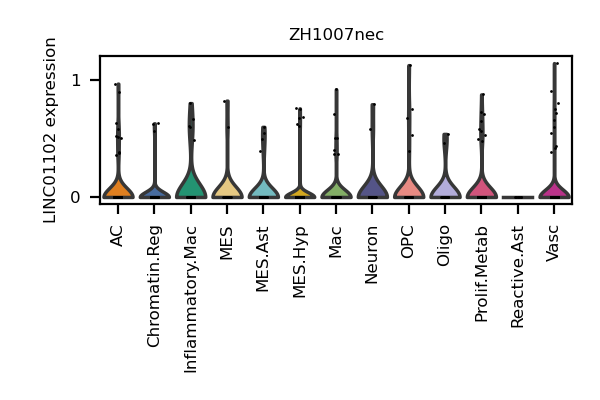 ZH1007nec
LINC01102 expression
1
0
AC
Chromatin.Reg
Inflammatory.Mac
MES
MES.Ast
MES.Hyp
Mac
Neuron
OPC
Oligo
Prolif.Metab
Reactive.Ast
Vasc